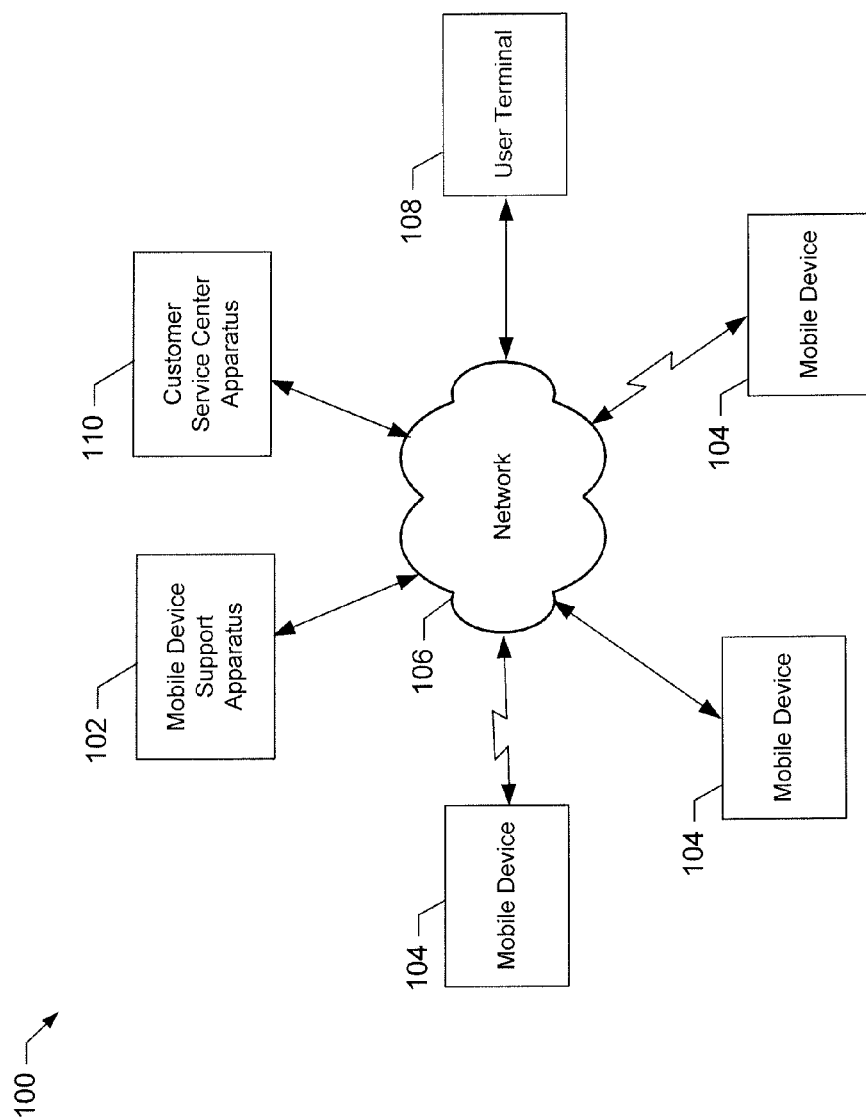 100
102
Mobile Device
Support
Apparatus
110
Customer
Service Center
Apparatus
104
Mobile Device
106
Network
108
User Terminal
104
Mobile Device
104
Mobile Device